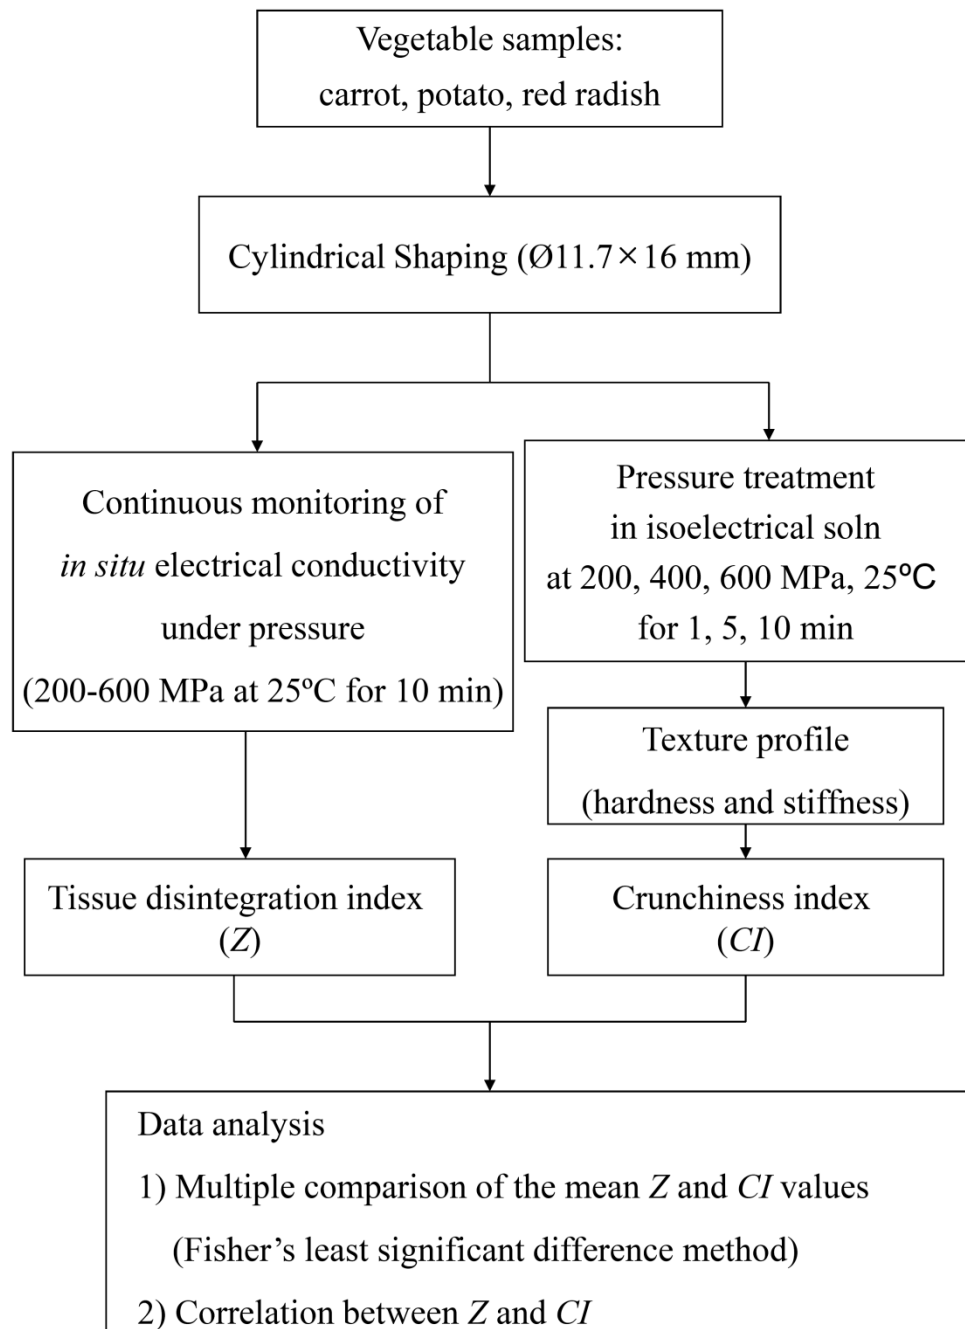 Vegetable samples:
carrot, potato, red radish
Cylindrical Shaping (Ø11.7×16 mm)
Continuous monitoring of
in situ electrical conductivity
under pressure
(200-600 MPa at 25ºC for 10 min)
Pressure treatment
in isoelectrical soln
at 200, 400, 600 MPa, 25ºC
for 1, 5, 10 min
Texture profile
(hardness and stiffness)
Tissue disintegration index
(Z)
Crunchiness index
(CI)
Data analysis
1) Multiple comparison of the mean Z and CI values
(Fisher’s least significant difference method)
2) Correlation between Z and CI